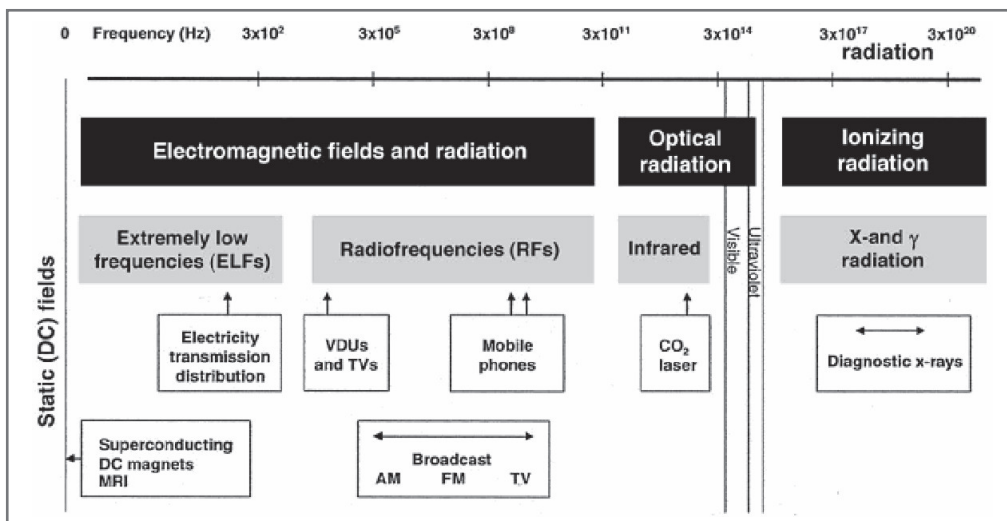 0 Frequency (Hz) 3x10² 3x10⁵ 3x10⁸ 3x10¹¹ 3x10¹⁴ 3x10¹⁷ 3x10²⁰
radiation
Electromagnetic fields and radiation
Optical
radiation
Ionizing
radiation
Static (DC) fields
Extremely low
frequencies (ELFs)
Radiofrequencies (RFs)
Infrared
Visible
Ultraviolet
X-and γ
radiation
Electricity
transmission
distribution
VDUs
and TVs
Mobile
phones
CO₂
laser
Diagnostic x-rays
Superconducting
DC magnets
MRI
Broadcast
AM FM TV